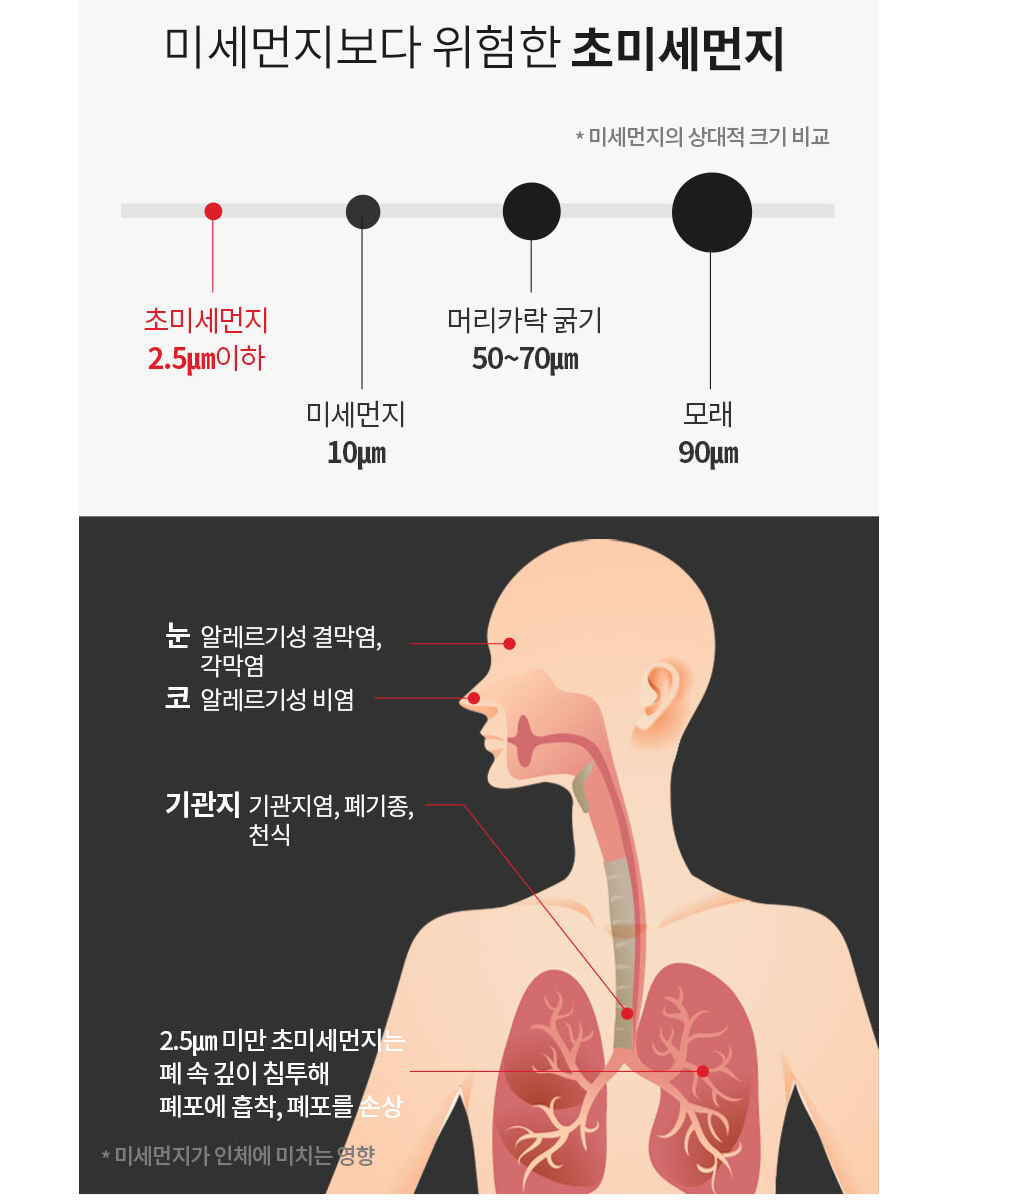 미세먼지보다 위험한 초미세먼지
* 미세먼지의 상대적 크기 비교
초미세먼지
2.5㎛이하
머리카락 굵기
50~70㎛
미세먼지
10㎛
모래
90㎛
눈 알레르기성 결막염,
각막염
코 알레르기성 비염
기관지 기관지염, 폐기종,
천식
2.5㎛ 미만 초미세먼지는
폐 속 깊이 침투해
폐포에 흡착, 폐포를 손상
* 미세먼지가 인체에 미치는 영향